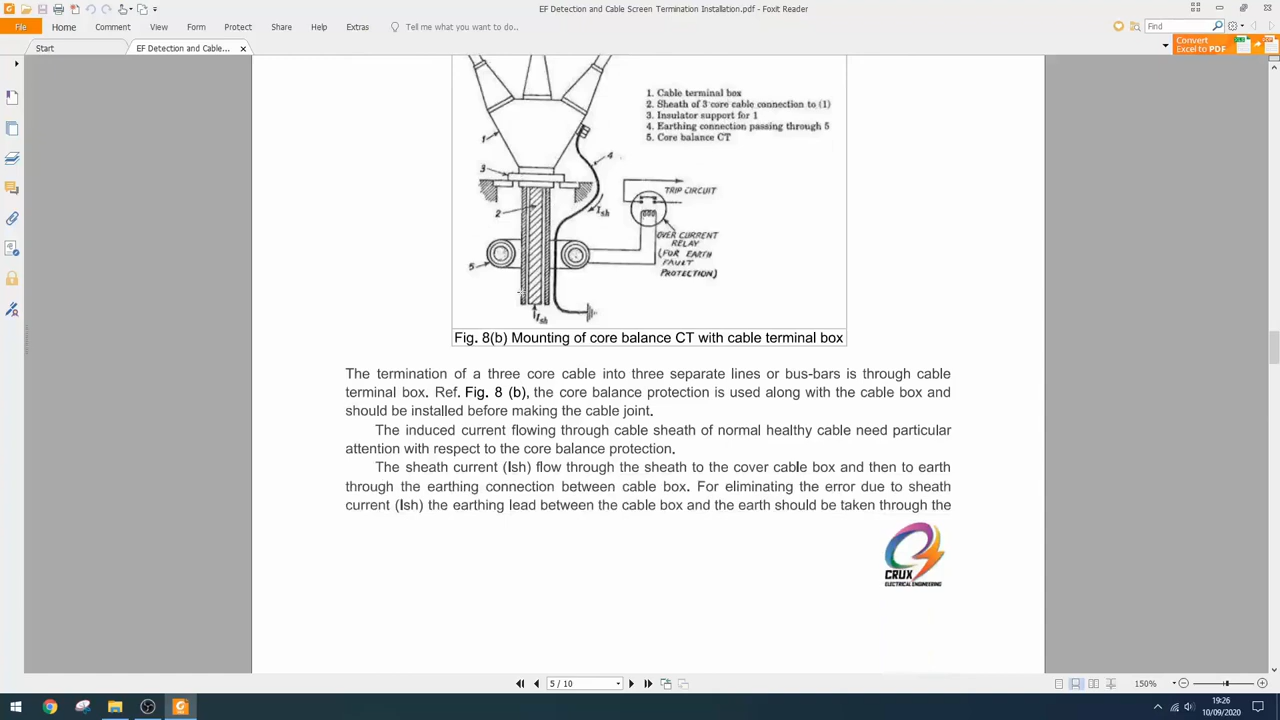 EF Detection and Cable Screen Termination Installation.pdf - Foxit Reader
File Home Comment View Form Protect Share Help Extras Tell me what you want to do.. Find
Start EF Detection and Cable... Convert
Excel to PDF
1. Cable terminal box
2. Sheath of 3 core cable connection to (1)
3. Insulator support for 1
4. Earthing connection passing through 5
5. Core balance CT
1
4
3
TRIP CIRCUIT
2
Ish
OVER CURRENT
RELAY
(FOR EARTH
FAULT
PROTECTION)
5
Ish
Fig. 8(b) Mounting of core balance CT with cable terminal box
The termination of a three core cable into three separate lines or bus-bars is through cable
terminal box. Ref. Fig. 8 (b), the core balance protection is used along with the cable box and
should be installed before making the cable joint.
The induced current flowing through cable sheath of normal healthy cable need particular
attention with respect to the core balance protection.
The sheath current (Ish) flow through the sheath to the cover cable box and then to earth
through the earthing connection between cable box. For eliminating the error due to sheath
current (Ish) the earthing lead between the cable box and the earth should be taken through the
CRUX
ELECTRICAL ENGINEERING
5 / 10
150%
19:26
10/09/2020